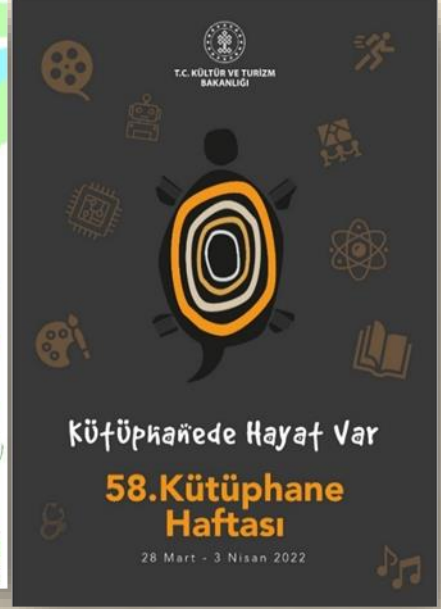 T.C. KÜLTÜR VE TURİZM
BAKANLIĞI
Kütüphanede Hayat Var
58.Kütüphane
Haftası
28 Mart - 3 Nisan 2022